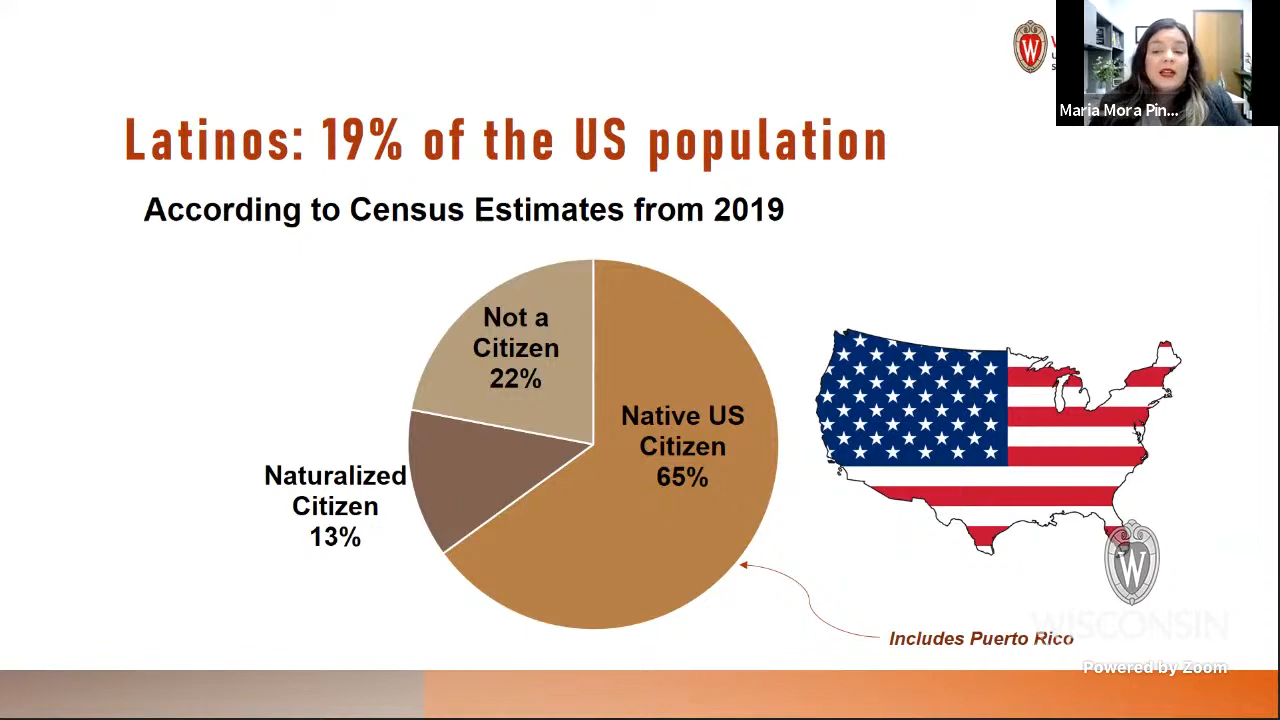 W
Maria Mora Pin...
Latinos: 19% of the US population
According to Census Estimates from 2019
Not a
Citizen
22%
Native US
Citizen
65%
Naturalized
Citizen
13%
W
Includes Puerto Rico
WISCONSIN
Powered by Zoom